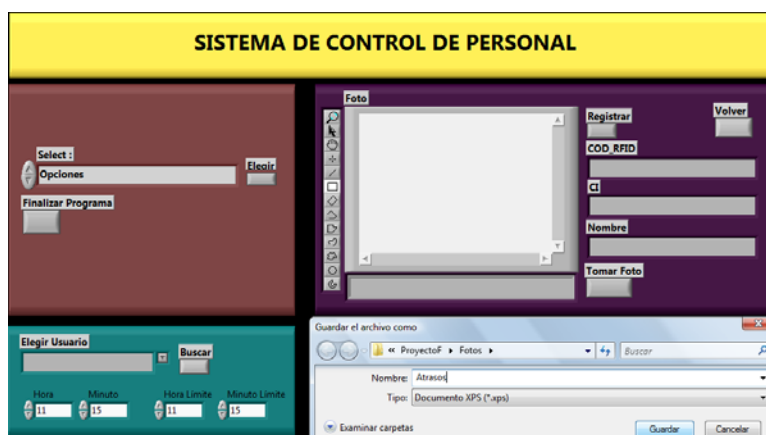 SISTEMA DE CONTROL DE PERSONAL
Select :
Opciones
Elegir
Finalizar Programa
Foto
Registrar
Volver
COD_RFID
CI
Nombre
Tomar Foto
Elegir Usuario
Buscar
Hora
Minuto
Hora Limite
Minuto Limite
11
15
11
15
Guardar el archivo como
« ProyectoF ▸ Fotos ▸
Buscar
Nombre: Atrasos
Tipo: Documento XPS (*.xps)
Examinar carpetas
Guardar
Cancelar